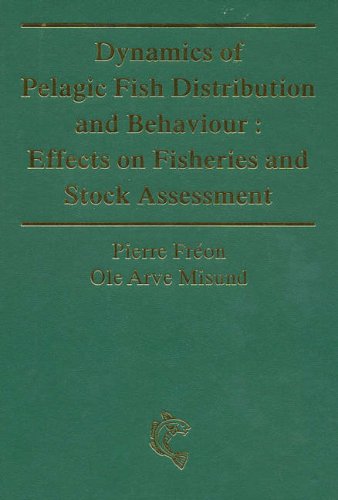 Dynamics of
Pelagic Fish Distribution
and Behaviour :
Effects on Fisheries and
Stock Assessment
Pierre Fréon
Ole Arve Misund